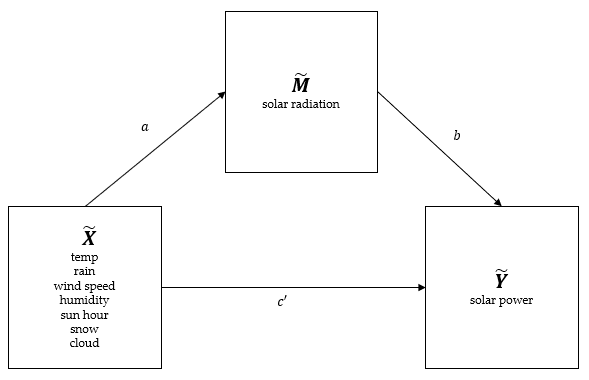 M̃
solar radiation
a
b
X̃
temp
rain
wind speed
humidity
sun hour
snow
cloud
c′
Ỹ
solar power